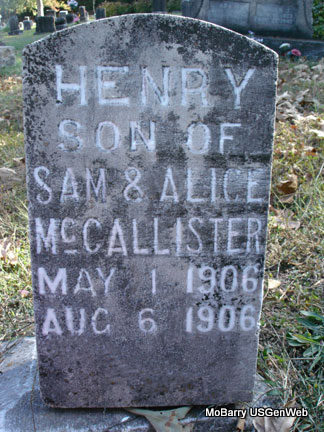 HENRY
SON OF
SAM & ALICE
McCALLISTER
MAY 1 1906
AUG 6 1906
MoBarry USGenWeb